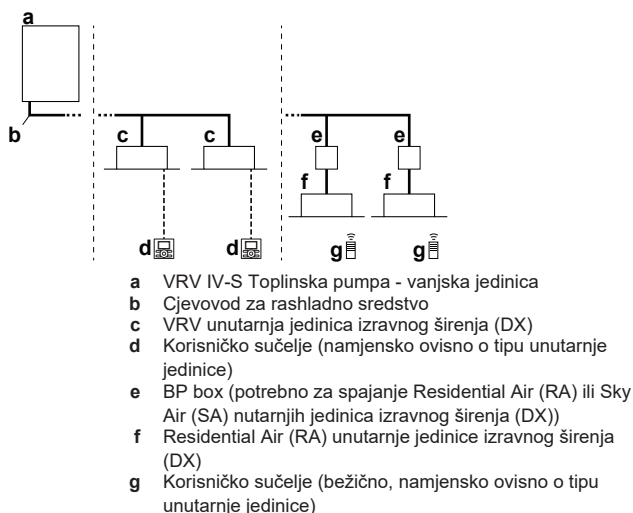 a
b
c c
e e
f f
d d
g g
a VRV IV-S Toplinska pumpa - vanjska jedinica
b Cjevovod za rashladno sredstvo
c VRV unutarnja jedinica izravnog širenja (DX)
d Korisničko sučelje (namjensko ovisno o tipu unutarnje
jedinice)
e BP box (potrebno za spajanje Residential Air (RA) ili Sky
Air (SA) nutarnjih jedinica izravnog širenja (DX))
f Residential Air (RA) unutarnje jedinice izravnog širenja
(DX)
g Korisničko sučelje (bežično, namjensko ovisno o tipu
unutarnje jedinice)